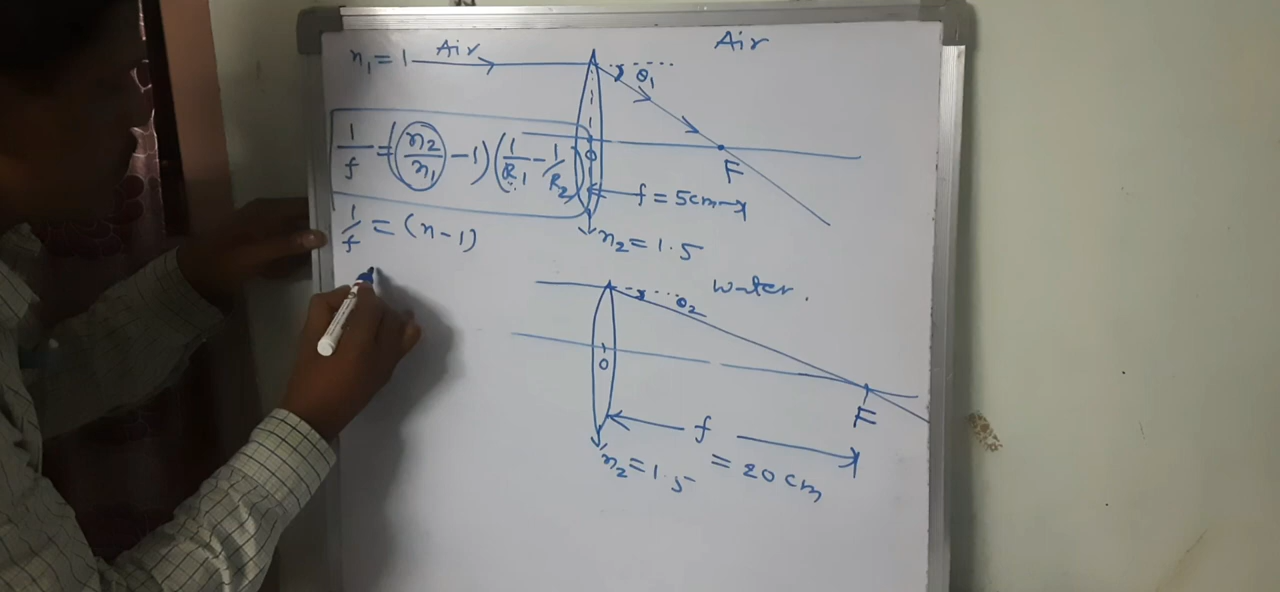 n₁ = 1 Air
Air
θ₁
1/f = (n₂/n₁ - 1)(1/R₁ - 1/R₂)
O
F
f = 5cm
1/f = (n-1)
n₂ = 1.5
water.
θ₂
O
F
f
= 20 cm
n₂ = 1.5